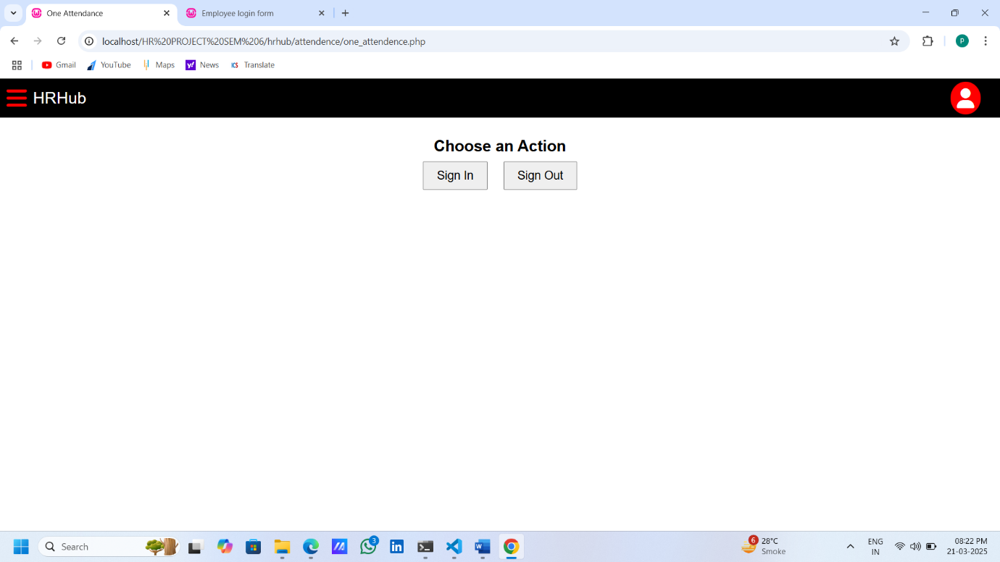 One Attendance
Employee login form
localhost/HR%20PROJECT%20SEM%206/hrhub/attendence/one_attendence.php
P
Gmail
YouTube
Maps
News
Translate
HRHub
Choose an Action
Sign In
Sign Out
Search
3
6
28°C
Smoke
ENG
IN
08:22 PM
21-03-2025